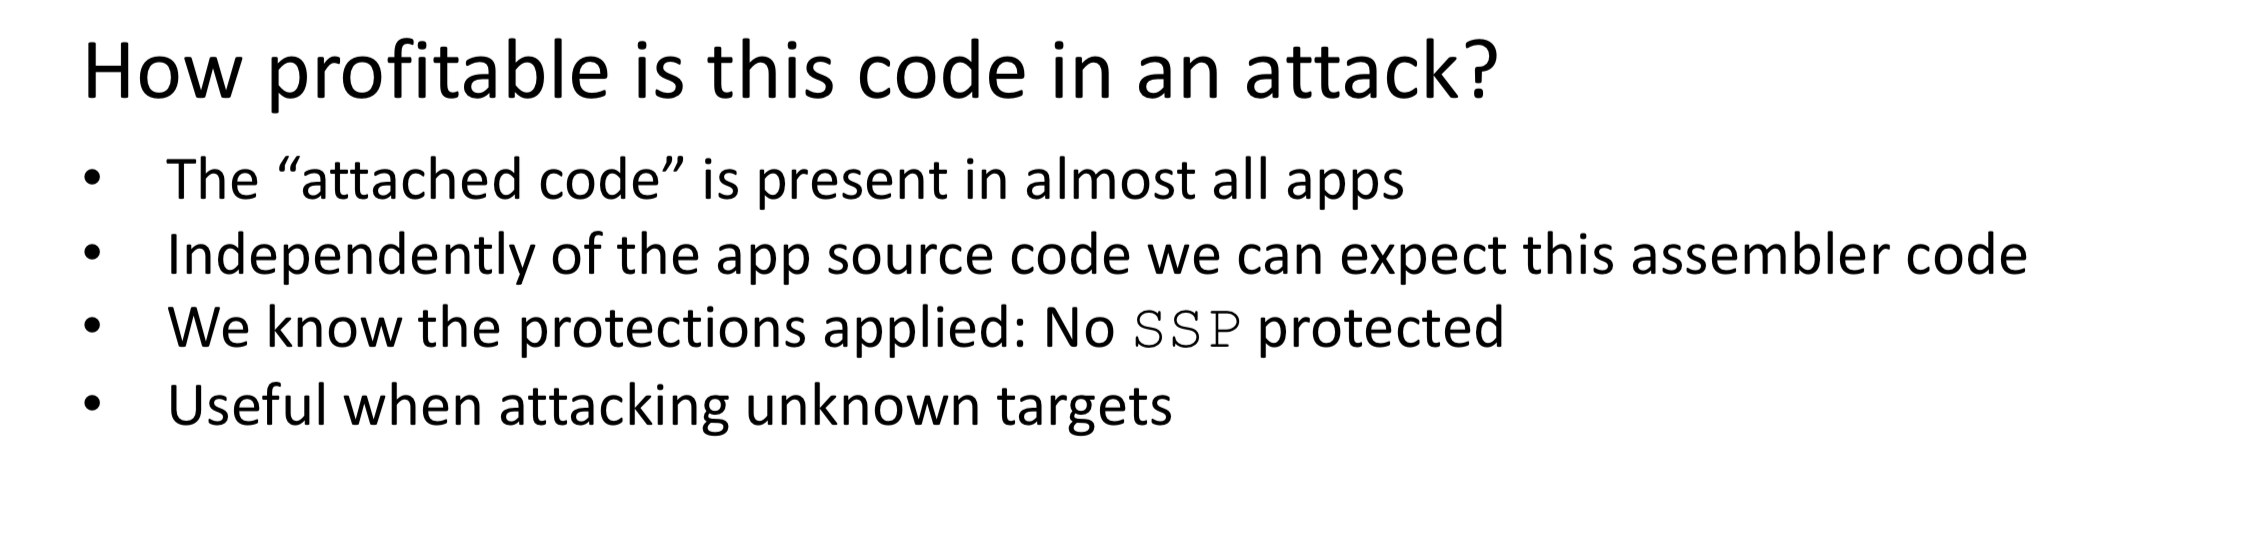 How profitable is this code in an attack?
• The “attached code” is present in almost all apps
• Independently of the app source code we can expect this assembler code
• We know the protections applied: No SSP protected
• Useful when attacking unknown targets